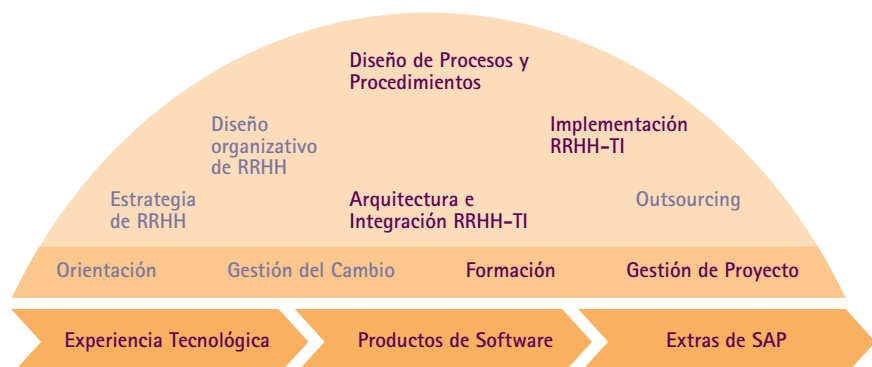 Diseño de Procesos y
Procedimientos
Diseño
organizativo
de RRHH
Implementación
RRHH-TI
Estrategia
de RRHH
Arquitectura e
Integración RRHH-TI
Outsourcing
Orientación
Gestión del Cambio
Formación
Gestión de Proyecto
Experiencia Tecnológica
Productos de Software
Extras de SAP